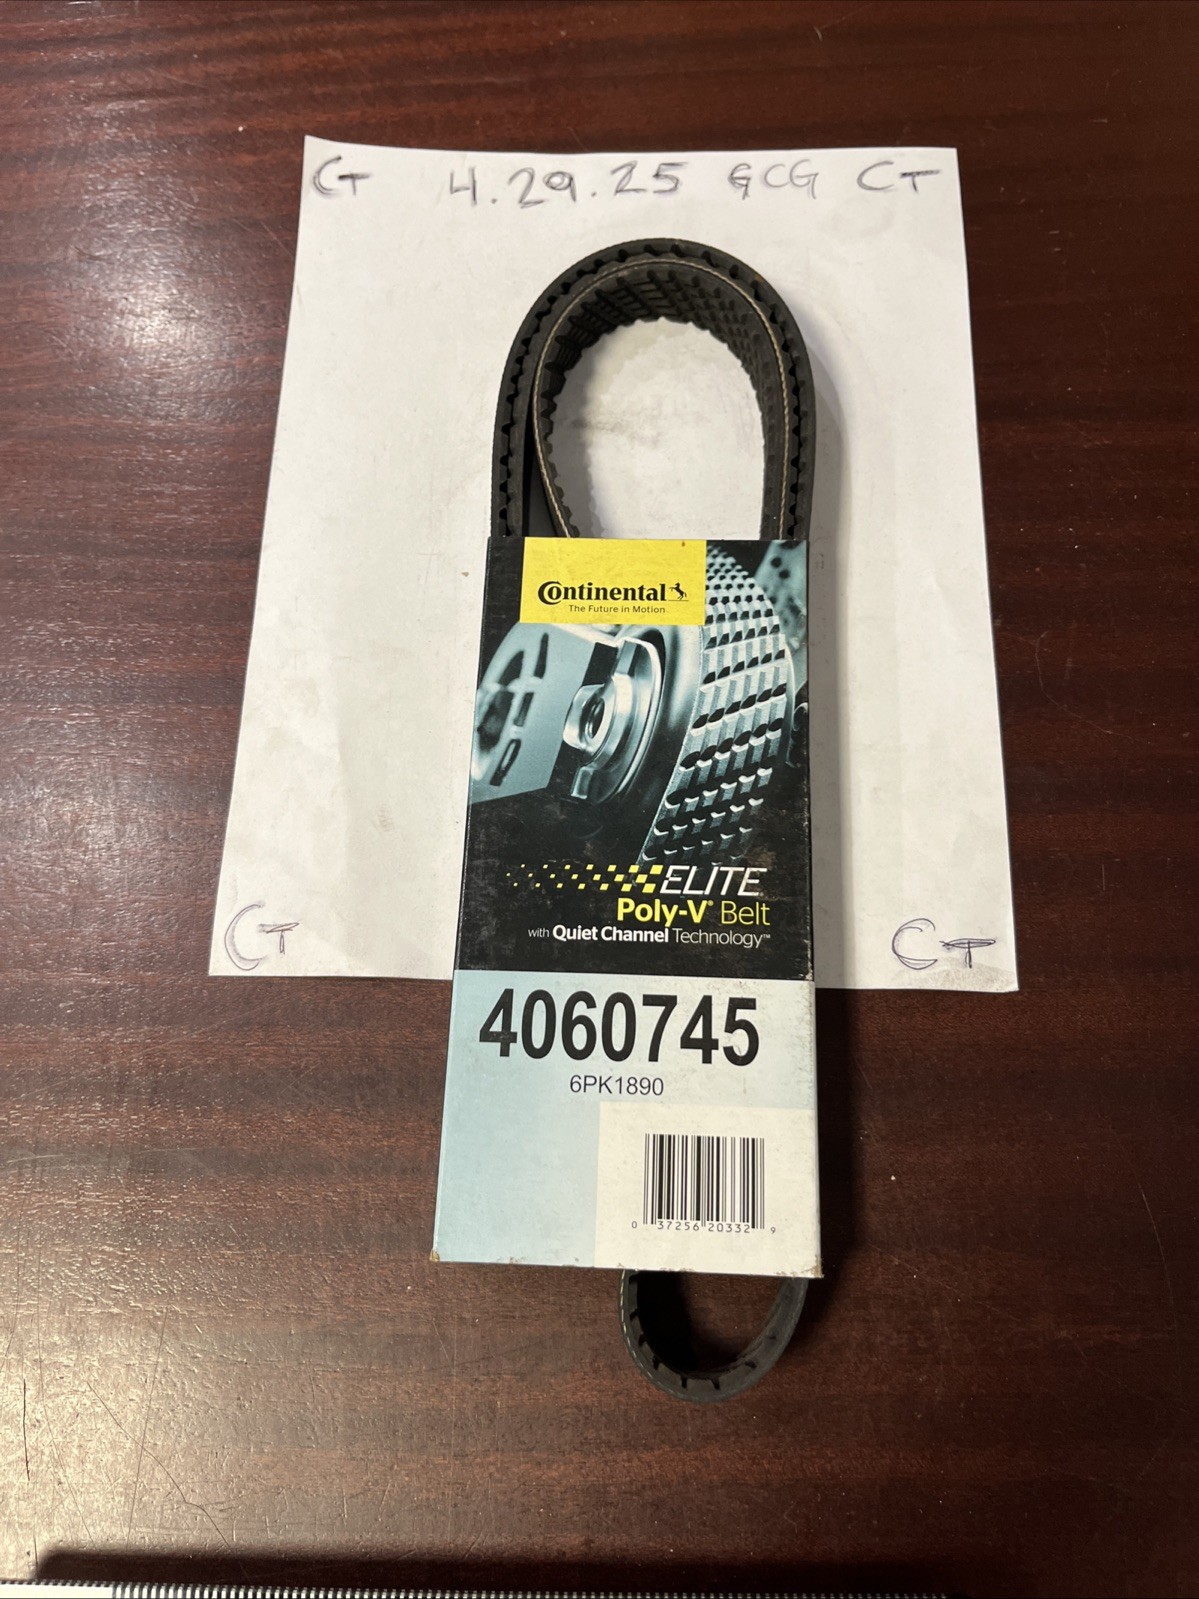 CT 4.29.25 GCG CT
Continental
The Future in Motion
ELITE®
Poly-V® Belt
with Quiet Channel Technology™
CT CT
4060745
6PK1890
0 37256 20332 9